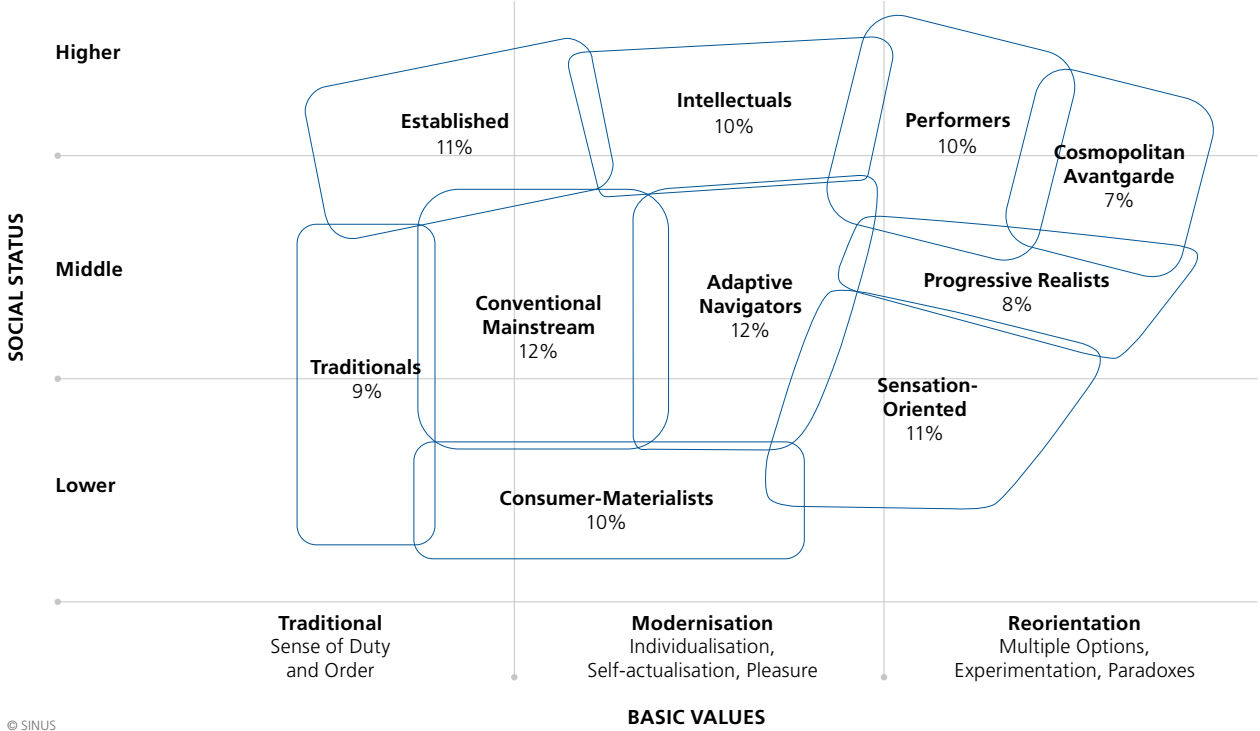 Higher
Established
11%
Intellectuals
10%
Performers
10%
Cosmopolitan
Avantgarde
7%
SOCIAL STATUS
Middle
Conventional
Mainstream
12%
Adaptive
Navigators
12%
Progressive Realists
8%
Traditionals
9%
Sensation-
Oriented
11%
Lower
Consumer-Materialists
10%
Traditional
Sense of Duty
and Order
Modernisation
Individualisation,
Self-actualisation, Pleasure
Reorientation
Multiple Options,
Experimentation, Paradoxes
BASIC VALUES
© SINUS